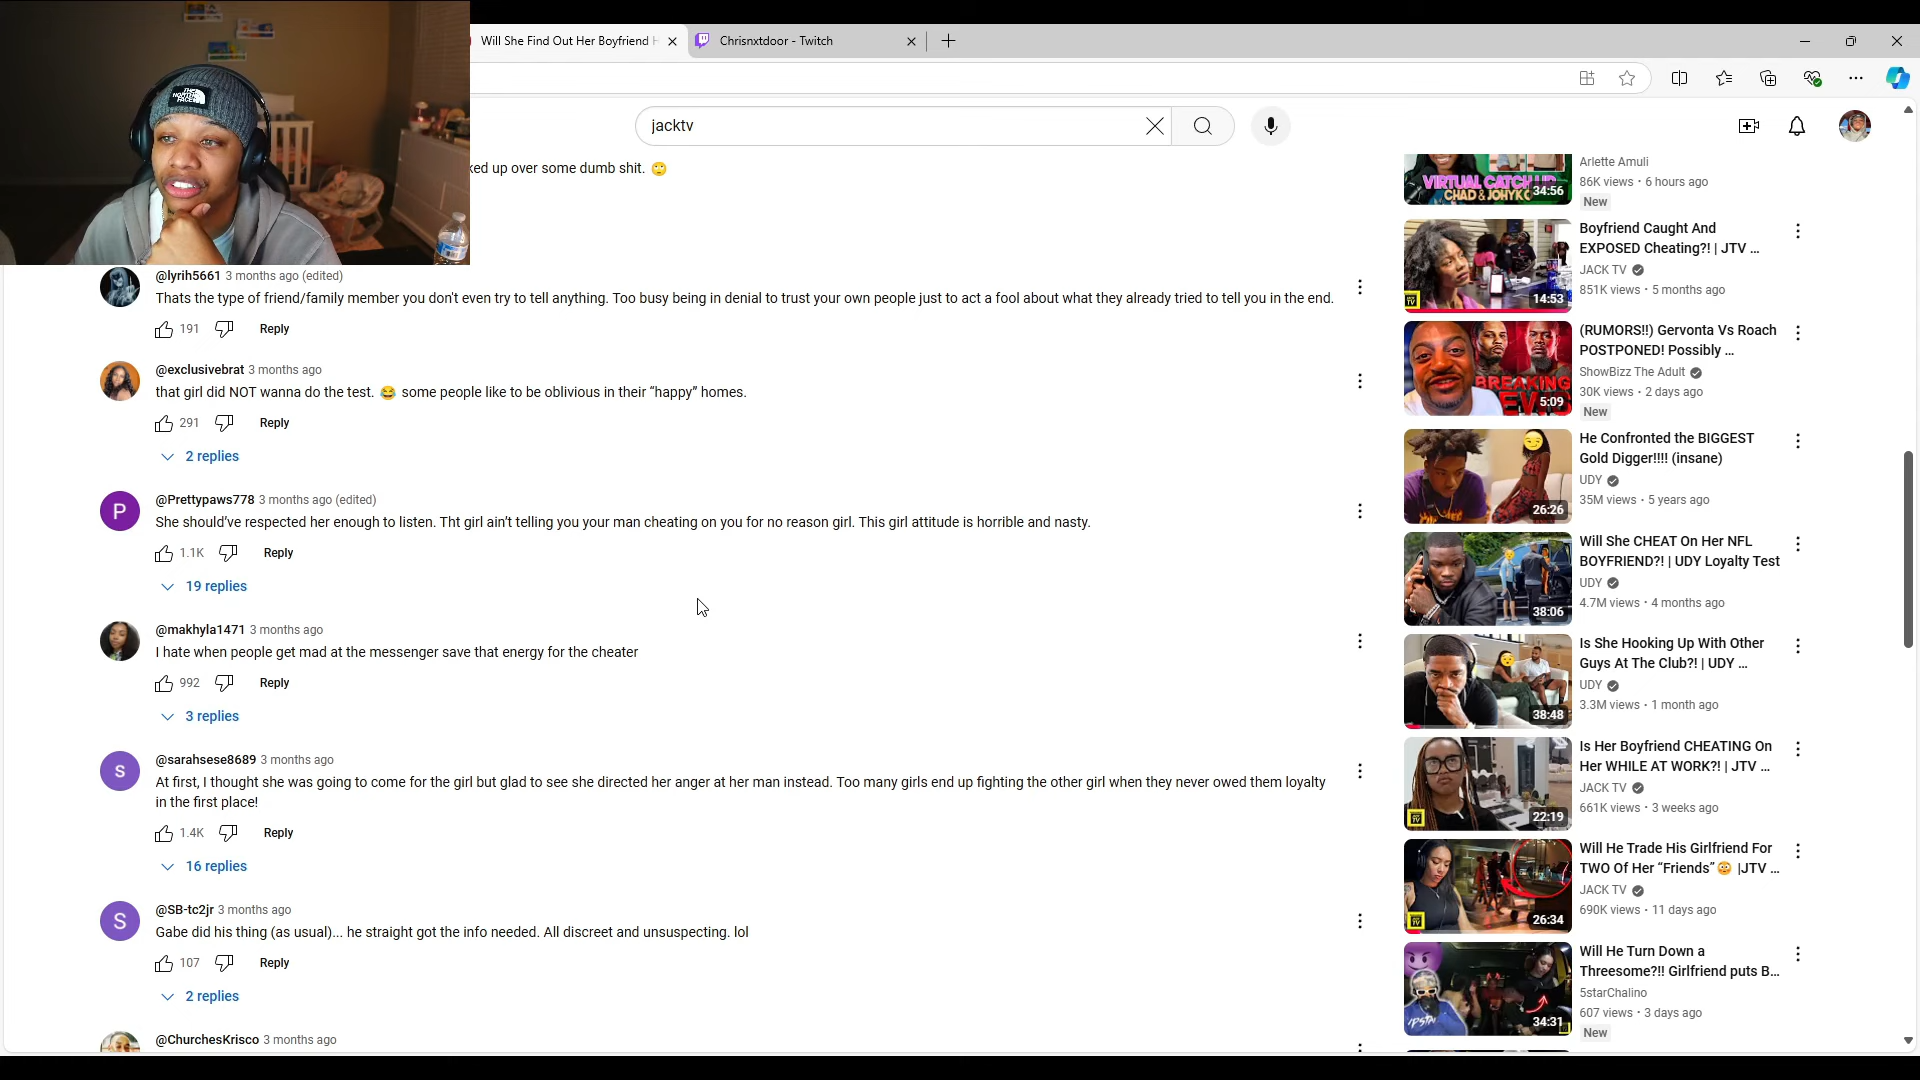 Will She Find Out Her Boyfriend H
Chrisnxtdoor - Twitch
THE NORTH FACE
jacktv
ked up over some dumb shit. 🙄
@lyrih5661 3 months ago (edited)
Thats the type of friend/family member you don't even try to tell anything. Too busy being in denial to trust your own people just to act a fool about what they already tried to tell you in the end.
191 Reply
@exclusivebrat 3 months ago
that girl did NOT wanna do the test. 😂 some people like to be oblivious in their “happy” homes.
291 Reply
2 replies
P
@Prettypaws778 3 months ago (edited)
She should've respected her enough to listen. Tht girl ain't telling you your man cheating on you for no reason girl. This girl attitude is horrible and nasty.
1.1K Reply
19 replies
@makhyla1471 3 months ago
I hate when people get mad at the messenger save that energy for the cheater
992 Reply
3 replies
s
@sarahsese8689 3 months ago
At first, I thought she was going to come for the girl but glad to see she directed her anger at her man instead. Too many girls end up fighting the other girl when they never owed them loyalty
in the first place!
1.4K Reply
16 replies
S
@SB-tc2jr 3 months ago
Gabe did his thing (as usual)... he straight got the info needed. All discreet and unsuspecting. lol
107 Reply
2 replies
@ChurchesKrisco 3 months ago
VIRTUAL CATCH UP
CHAD & JOHYKO
34:56
Arlette Amuli
86K views • 6 hours ago
New
14:53
Boyfriend Caught And
EXPOSED Cheating?! | JTV ...
JACK TV
851K views • 5 months ago
BREAKING
5:09
(RUMORS!!) Gervonta Vs Roach
POSTPONED! Possibly ...
ShowBizz The Adult
30K views • 2 days ago
New
26:26
He Confronted the BIGGEST
Gold Digger!!!! (insane)
UDY
35M views • 5 years ago
38:06
Will She CHEAT On Her NFL
BOYFRIEND?! | UDY Loyalty Test
UDY
4.7M views • 4 months ago
38:48
Is She Hooking Up With Other
Guys At The Club?! | UDY ...
UDY
3.3M views • 1 month ago
22:19
Is Her Boyfriend CHEATING On
Her WHILE AT WORK?! | JTV ...
JACK TV
661K views • 3 weeks ago
26:34
Will He Trade His Girlfriend For
TWO Of Her “Friends” 😳 |JTV ...
JACK TV
690K views • 11 days ago
34:31
Will He Turn Down a
Threesome?!! Girlfriend puts B...
5starChalino
607 views • 3 days ago
New